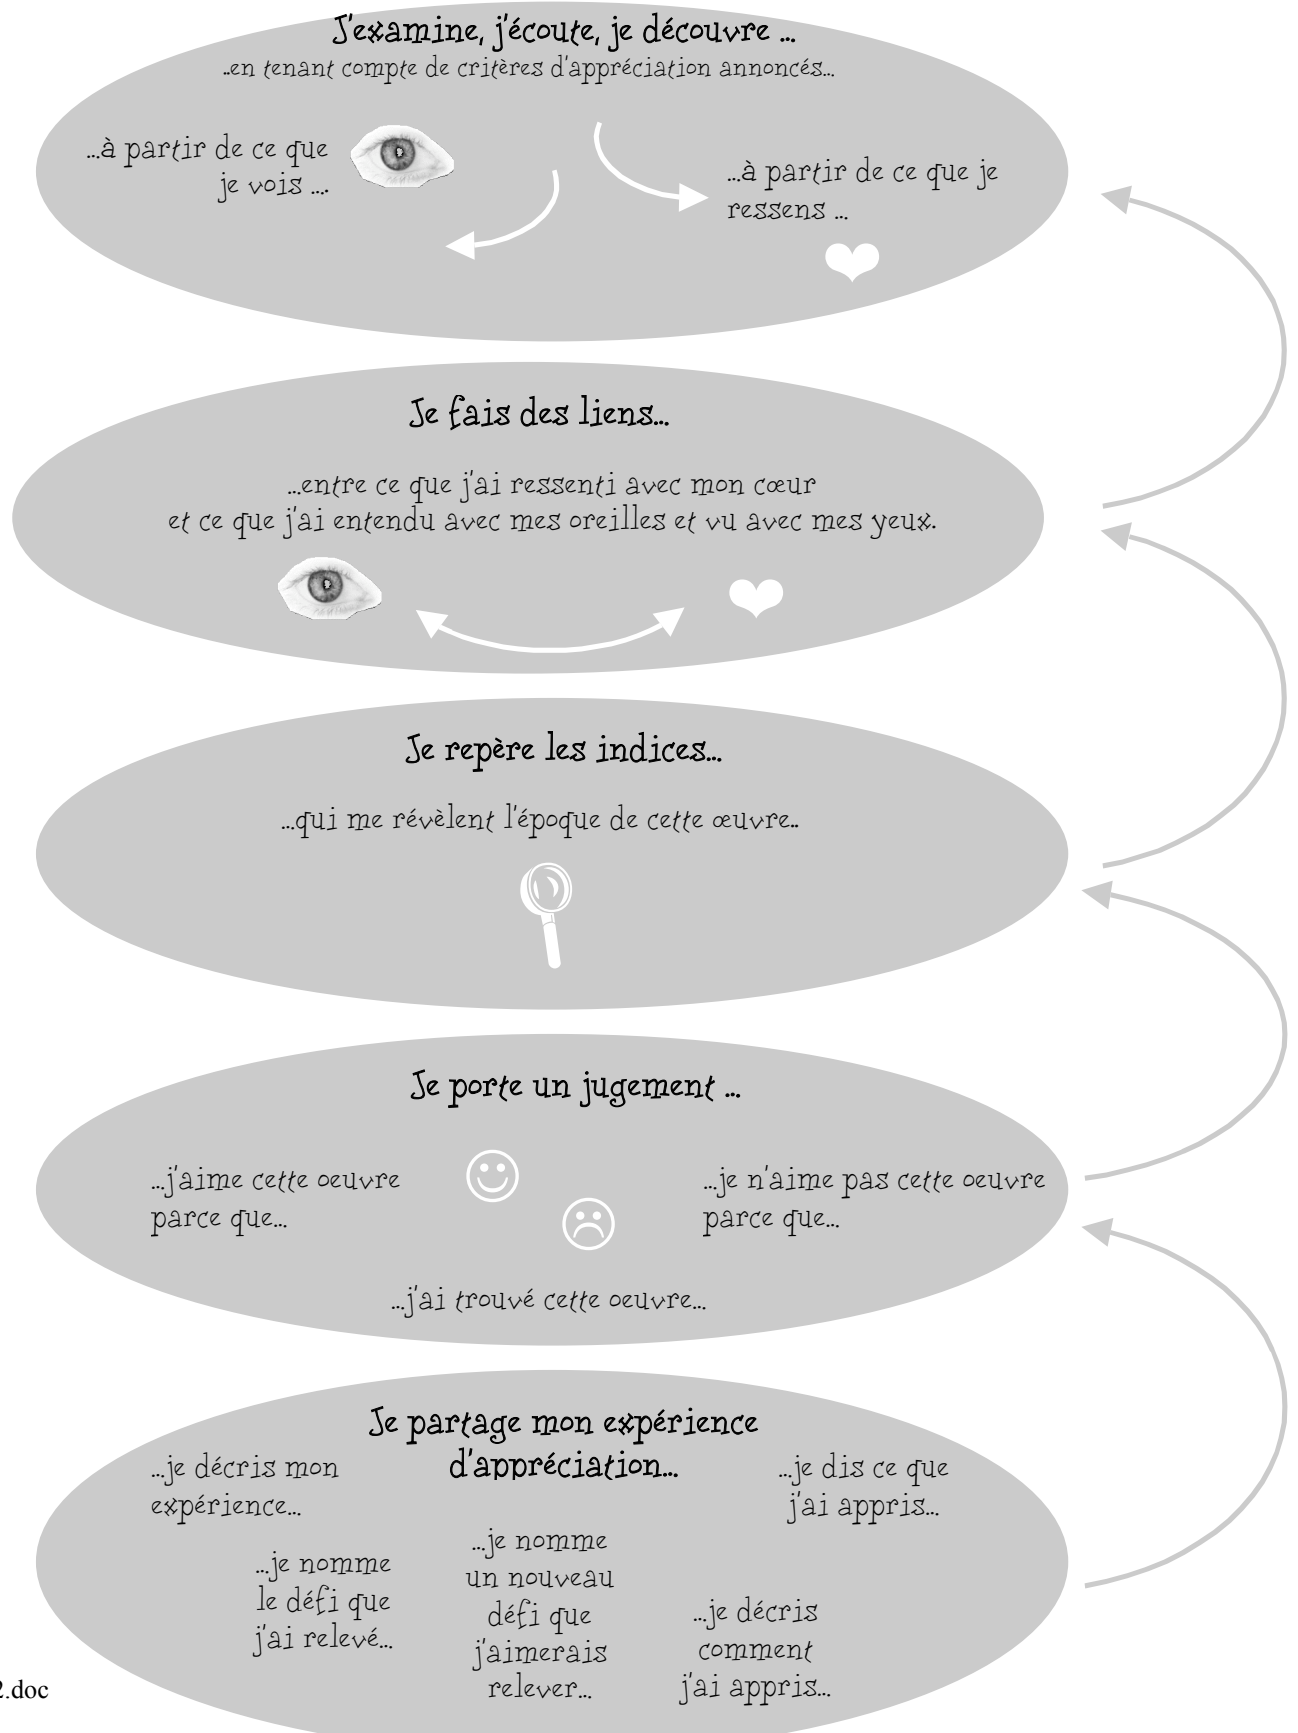 J'examine, j'écoute, je découvre ...
...en tenant compte de critères d'appréciation annoncés...
...à partir de ce que
je vois ....
...à partir de ce que je
ressens ...
Je fais des liens...
...entre ce que j'ai ressenti avec mon cœur
et ce que j'ai entendu avec mes oreilles et vu avec mes yeux.
Je repère les indices...
...qui me révèlent l'époque de cette œuvre..
Je porte un jugement ...
...j'aime cette oeuvre
parce que...
...je n'aime pas cette oeuvre
parce que...
...j'ai trouvé cette oeuvre...
Je partage mon expérience
d'appréciation...
...je décris mon
expérience...
...je dis ce que
j'ai appris...
...je nomme
le défi que
j'ai relevé...
...je nomme
un nouveau
défi que
j'aimerais
relever...
...je décris
comment
j'ai appris...
2.doc